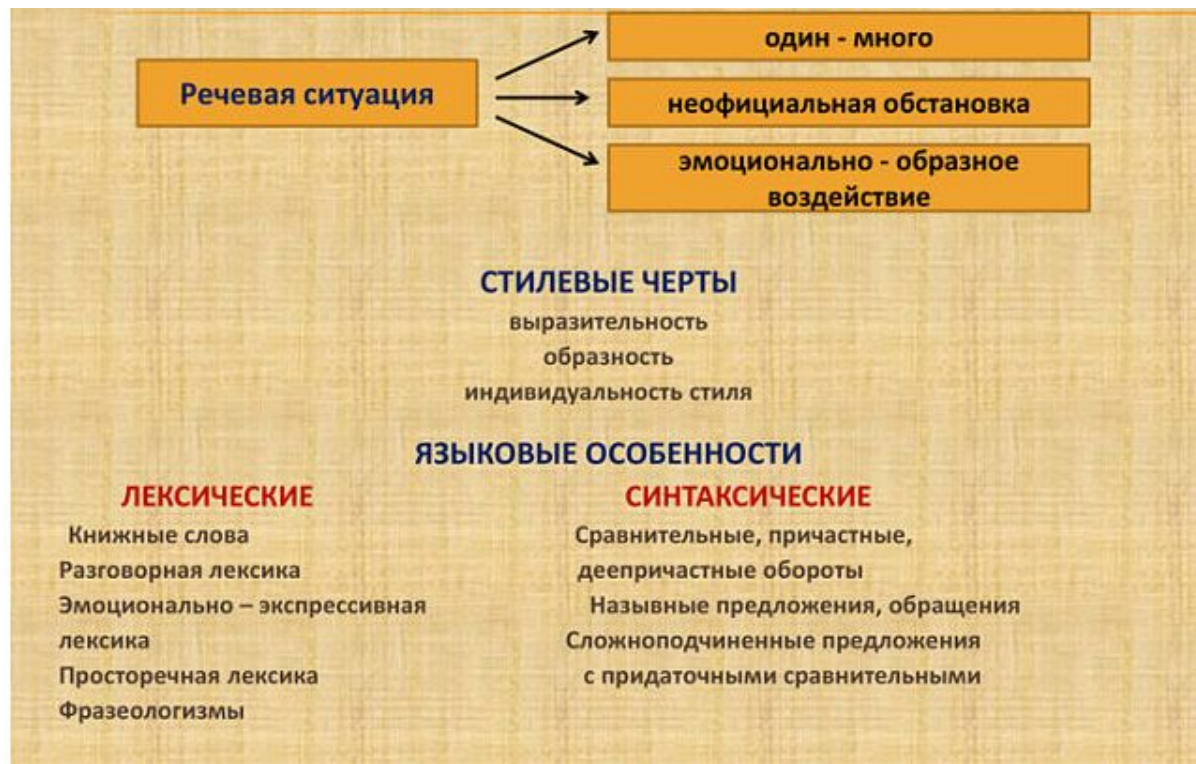 Речевая ситуация
один - много
неофициальная обстановка
эмоционально - образное
воздействие
СТИЛЕВЫЕ ЧЕРТЫ
выразительность
образность
индивидуальность стиля
ЯЗЫКОВЫЕ ОСОБЕННОСТИ
ЛЕКСИЧЕСКИЕ
Книжные слова
Разговорная лексика
Эмоционально – экспрессивная
лексика
Просторечная лексика
Фразеологизмы
СИНТАКСИЧЕСКИЕ
Сравнительные, причастные,
деепричастные обороты
Назывные предложения, обращения
Сложноподчиненные предложения
с придаточными сравнительными